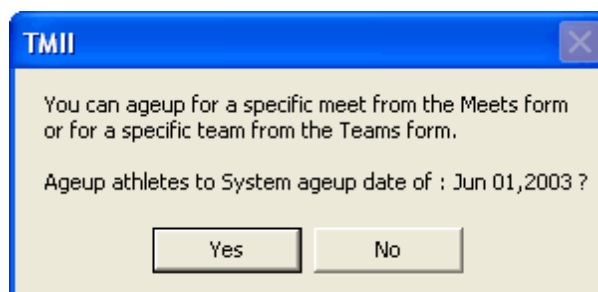 TMII
You can ageup for a specific meet from the Meets form
or for a specific team from the Teams form.
Ageup athletes to System ageup date of : Jun 01,2003 ?
Yes
No